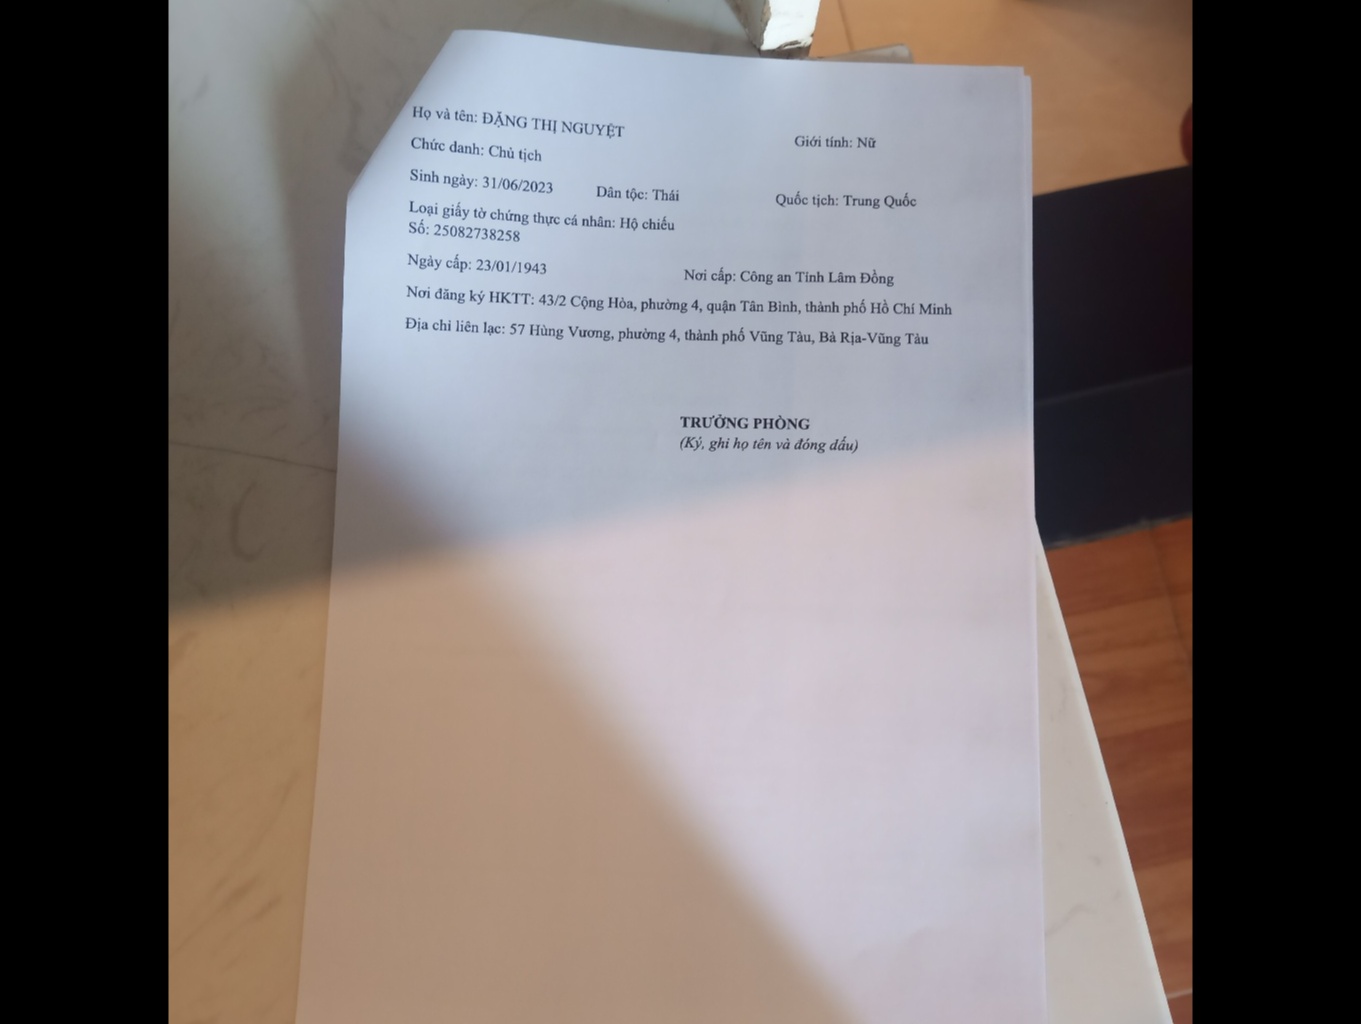 Họ và tên: ĐẶNG THỊ NGUYỆT Giới tính: Nữ
Chức danh: Chủ tịch
Sinh ngày: 31/06/2023 Dân tộc: Thái Quốc tịch: Trung Quốc
Loại giấy tờ chứng thực cá nhân: Hộ chiếu
Số: 25082738258
Ngày cấp: 23/01/1943 Nơi cấp: Công an Tỉnh Lâm Đồng
Nơi đăng ký HKTT: 43/2 Cộng Hòa, phường 4, quận Tân Bình, thành phố Hồ Chí Minh
Địa chỉ liên lạc: 57 Hùng Vương, phường 4, thành phố Vũng Tàu, Bà Rịa-Vũng Tàu
TRƯỞNG PHÒNG
(Ký, ghi họ tên và đóng dấu)